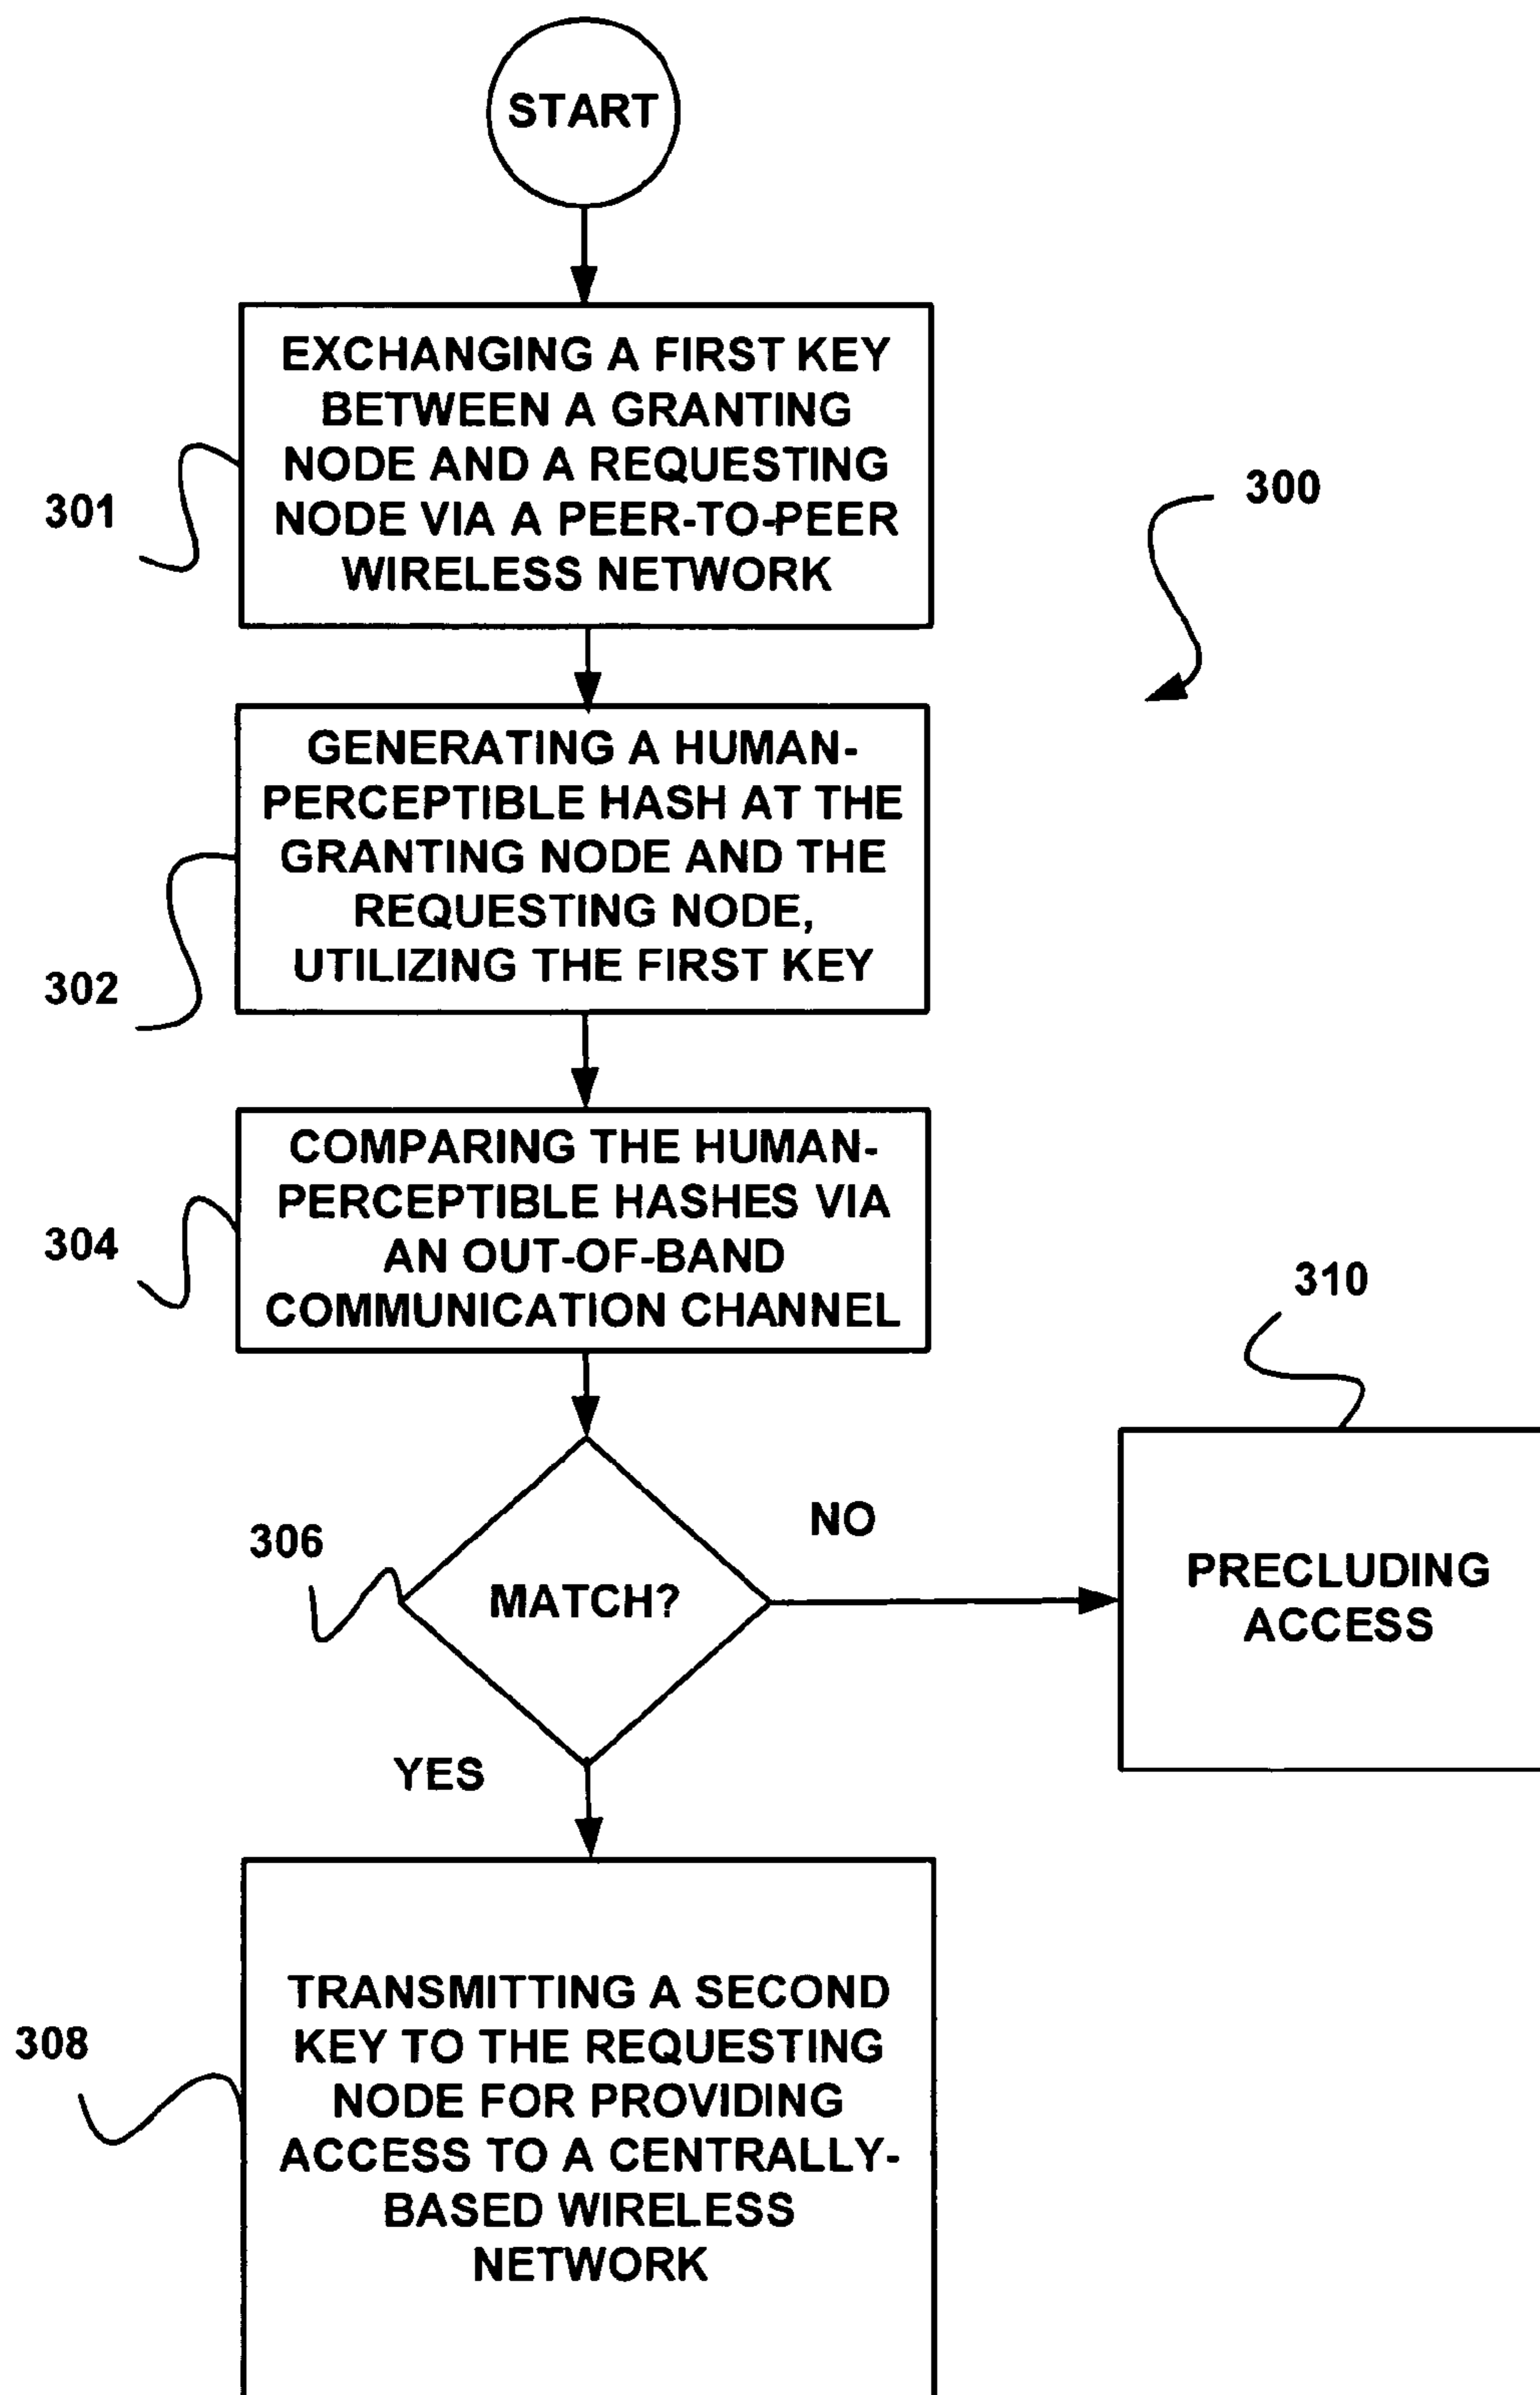 START
EXCHANGING A FIRST KEY
BETWEEN A GRANTING
NODE AND A REQUESTING
NODE VIA A PEER-TO-PEER
WIRELESS NETWORK
301
300
GENERATING A HUMAN-
PERCEPTIBLE HASH AT THE
GRANTING NODE AND THE
REQUESTING NODE,
UTILIZING THE FIRST KEY
302
COMPARING THE HUMAN-
PERCEPTIBLE HASHES VIA
AN OUT-OF-BAND
COMMUNICATION CHANNEL
304
310
306
MATCH?
NO
PRECLUDING
ACCESS
YES
TRANSMITTING A SECOND
KEY TO THE REQUESTING
NODE FOR PROVIDING
ACCESS TO A CENTRALLY-
BASED WIRELESS
NETWORK
308